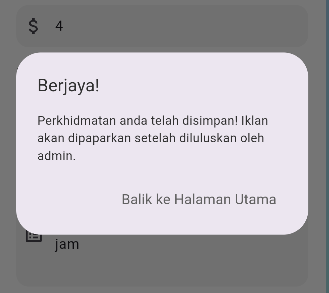 $ 4
Berjaya!
Perkhidmatan anda telah disimpan! Iklan
akan dipaparkan setelah diluluskan oleh
admin.
Balik ke Halaman Utama
jam